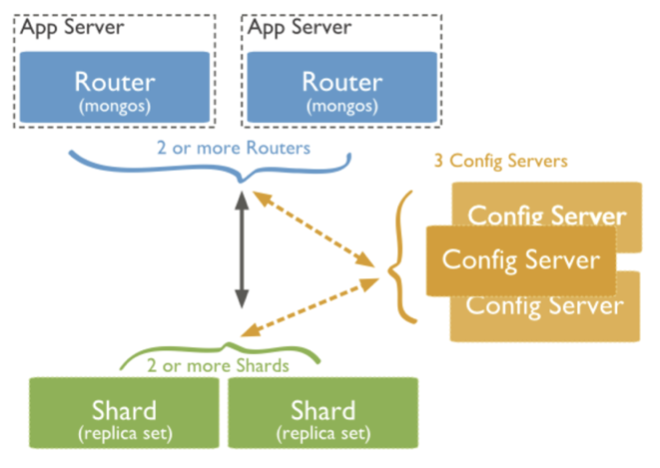 App Server
App Server
Router
(mongos)
Router
(mongos)
2 or more Routers
3 Config Servers
Config Server
Config Server
Config Server
2 or more Shards
Shard
(replica set)
Shard
(replica set)